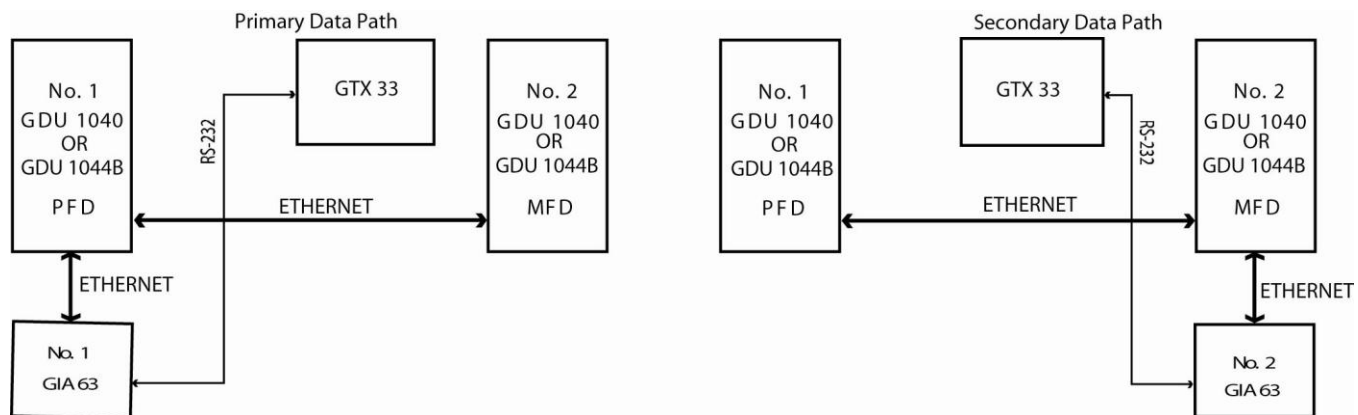 Primary Data Path
No. 1
GDU 1040
OR
GDU 1044B
PFD
GTX 33
No. 2
GDU 1040
OR
GDU 1044B
MFD
RS-232
ETHERNET
ETHERNET
No. 1
GIA 63
Secondary Data Path
No. 1
GDU 1040
OR
GDU 1044B
PFD
GTX 33
No. 2
GDU 1040
OR
GDU 1044B
MFD
RS-232
ETHERNET
ETHERNET
No. 2
GIA 63